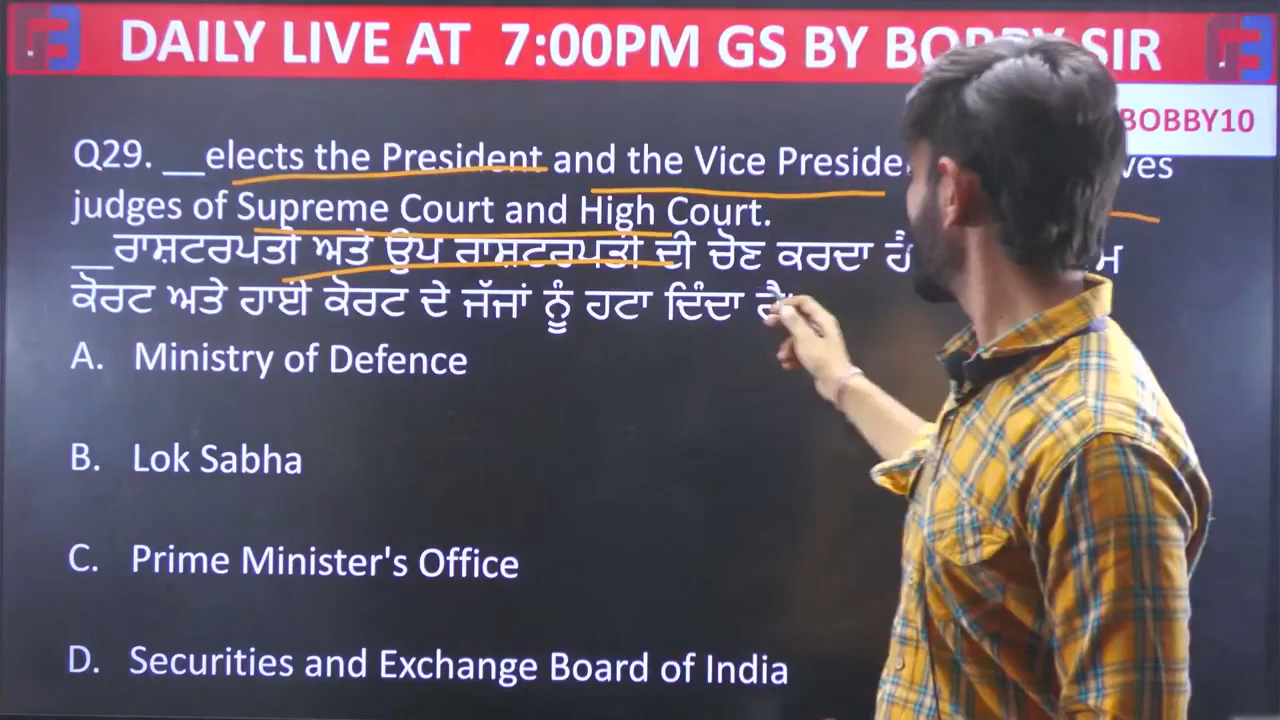 DAILY LIVE AT 7:00PM GS BY BOBBY SIR
BOBBY10
Q29. __elects the President and the Vice
judges of Supreme Court and High Court.
__ਰਾਸ਼ਟਰਪਤੀ ਅਤੇ ਉਪ ਰਾਸ਼ਟਰਪਤੀ ਦੀ ਚੋਣ ਕਰਦਾ
ਕੋਰਟ ਅਤੇ ਹਾਈ ਕੋਰਟ ਦੇ ਜੱਜਾਂ ਨੂੰ ਹਟਾ ਦਿੰਦਾ ਹੈ
A. Ministry of Defence
B. Lok Sabha
C. Prime Minister's Office
D. Securities and Exchange Board of India